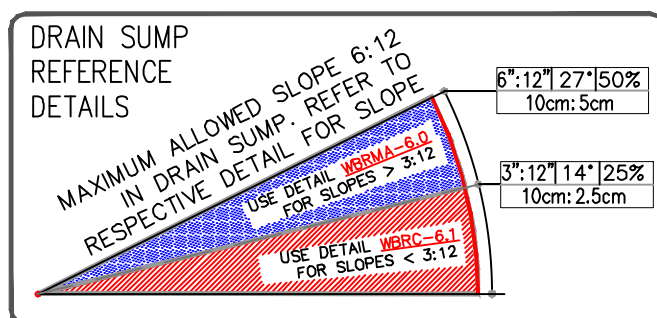 DRAIN SUMP
REFERENCE
DETAILS
MAXIMUM ALLOWED SLOPE 6:12
IN DRAIN SUMP. REFER TO
RESPECTIVE DETAIL FOR SLOPE
6":12" 27° 50%
10cm: 5cm
USE DETAIL WBRMA-6.0
FOR SLOPES > 3:12
3":12" 14° 25%
10cm: 2.5cm
USE DETAIL WBRC-6.1
FOR SLOPES < 3:12